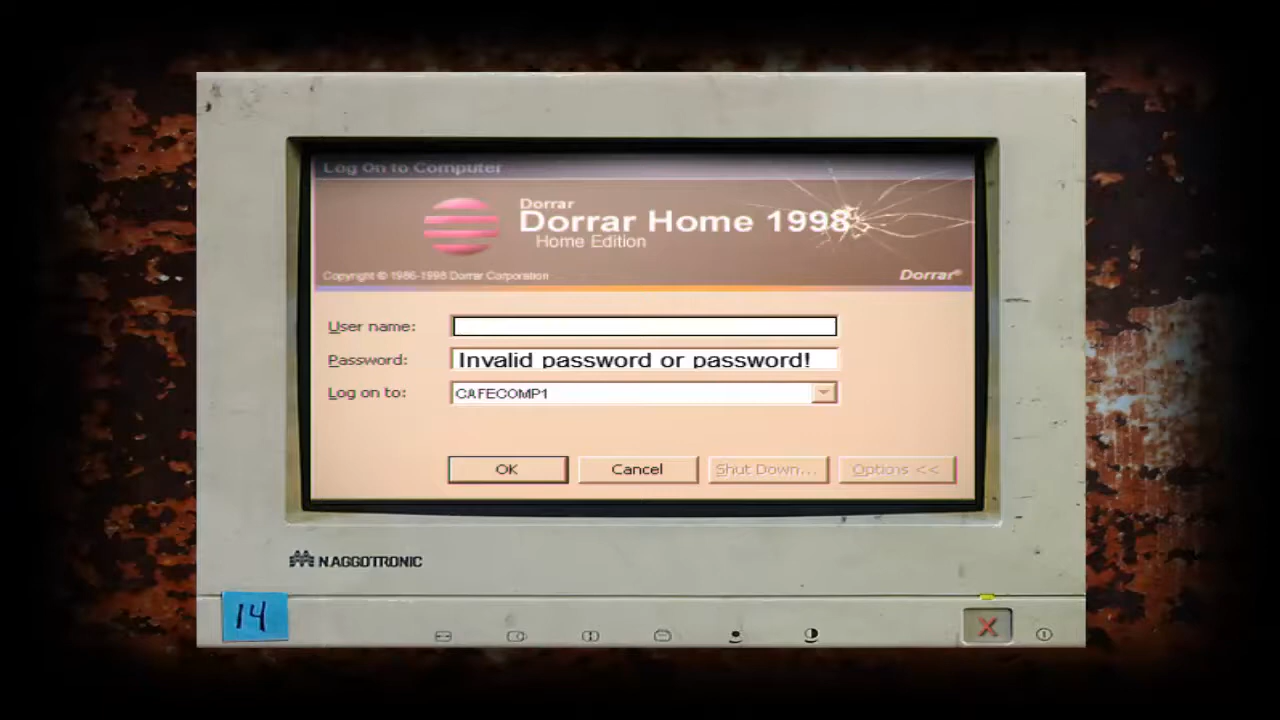 Log On to Computer
Dorrar
Dorrar Home 1998
Home Edition
Copyright © 1986-1998 Dorrar Corporation
Dorrar®
User name:
Password:
Invalid password or password!
Log on to:
CAFECOMP1
OK
Cancel
Shut Down...
Options <<
NAGGOTRONIC
14